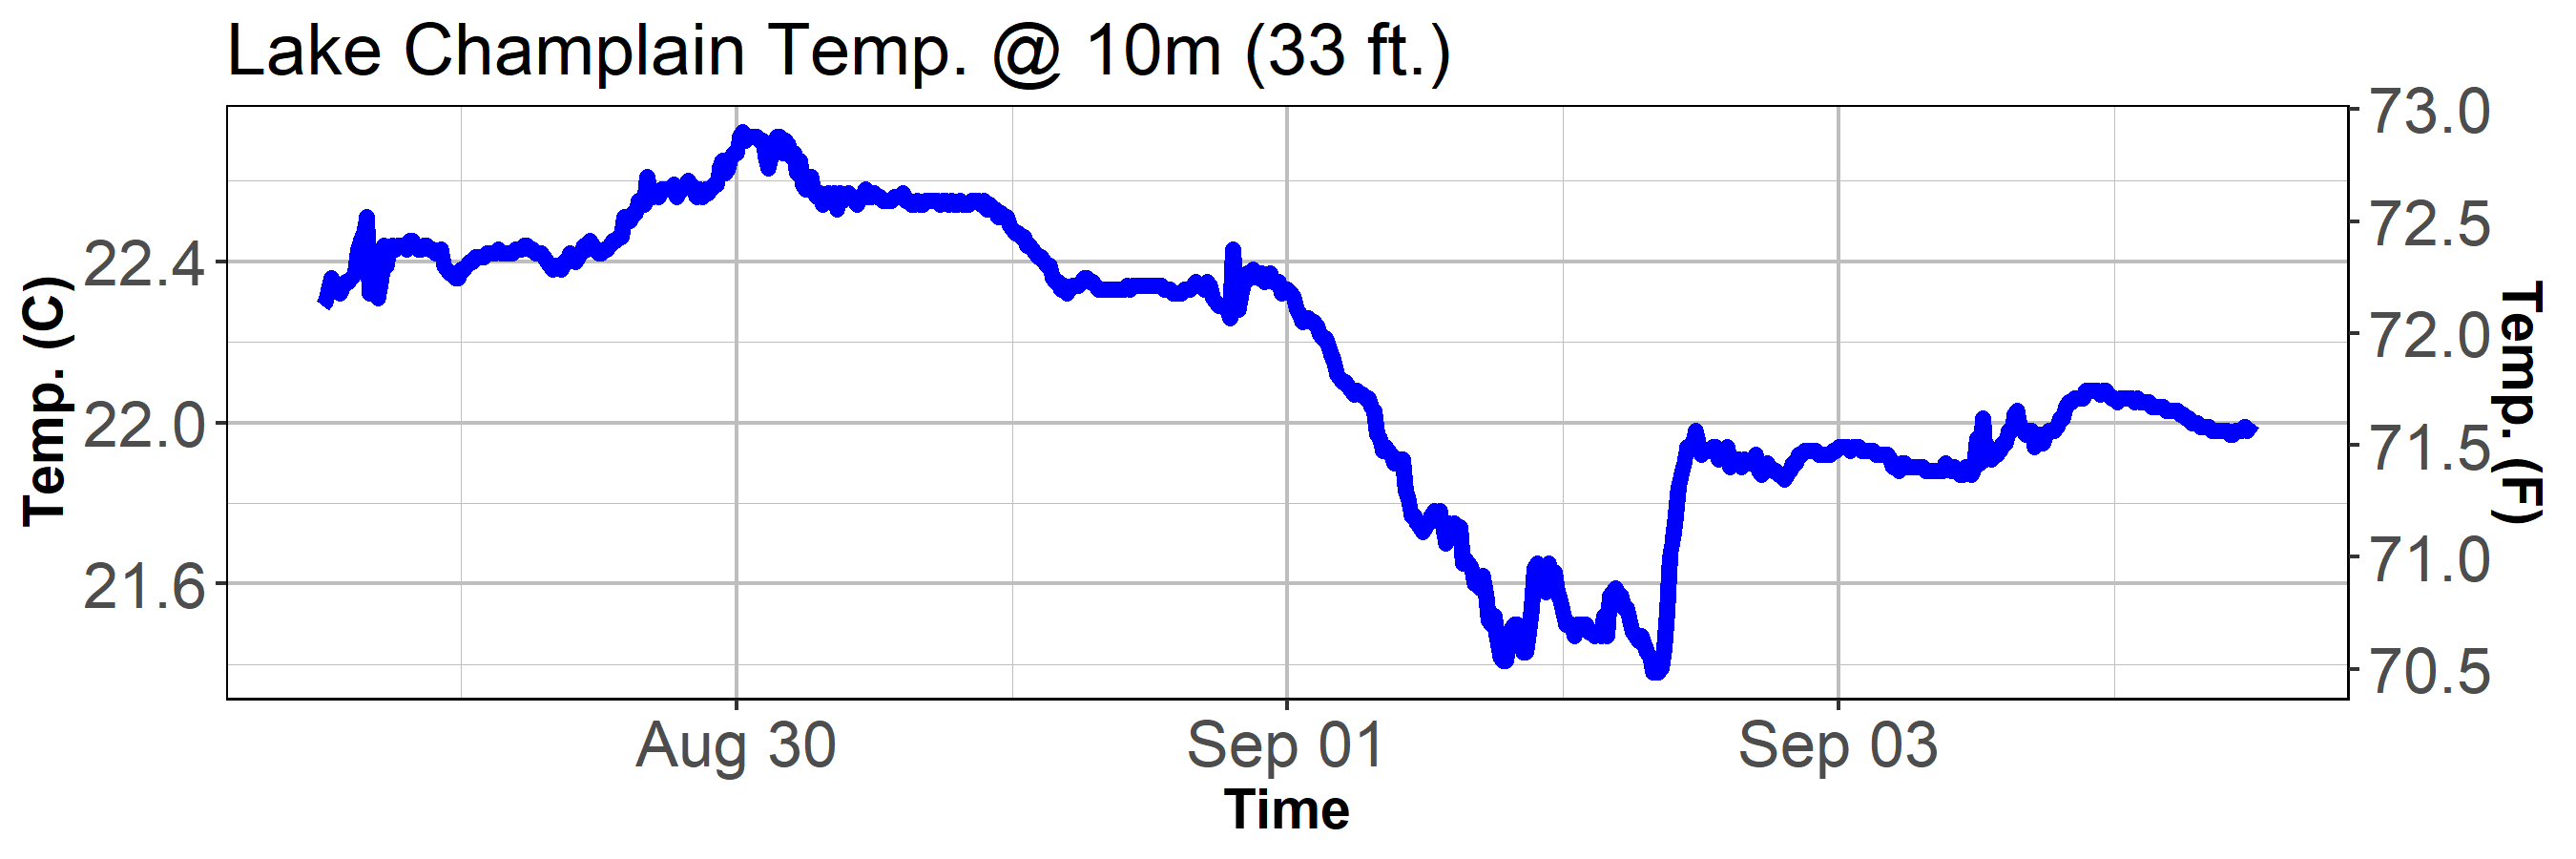 Lake Champlain Temp. @ 10m (33 ft.)
Temp. (C)
22.4
22.0
21.6
73.0
72.5
72.0
71.5
71.0
70.5
Temp. (F)
Aug 30
Sep 01
Sep 03
Time